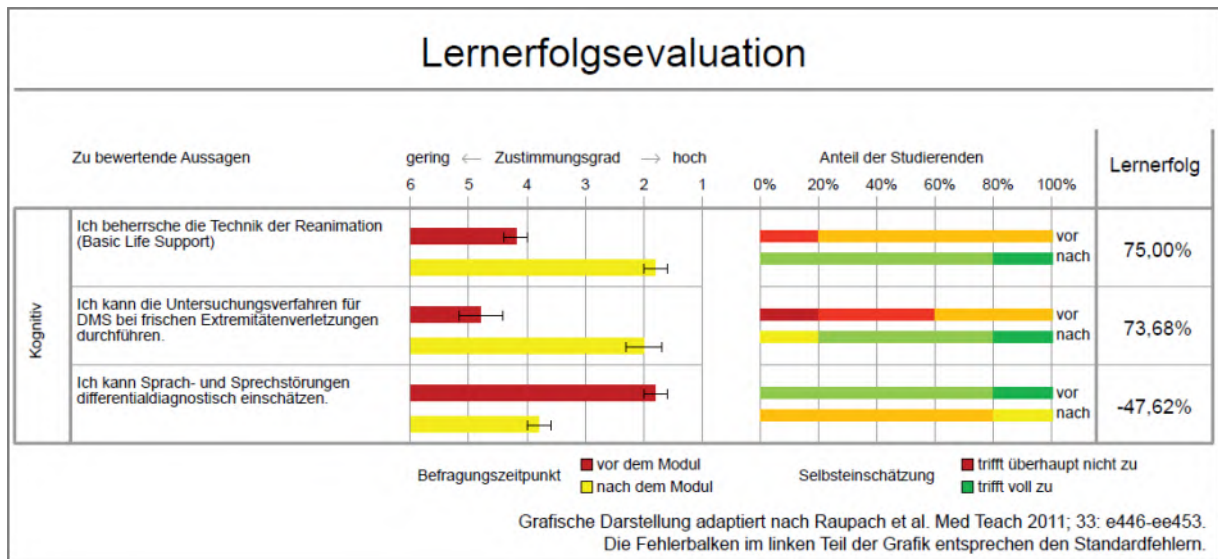 Lernerfolgsevaluation
Zu bewertende Aussagen
gering ← Zustimmungsgrad → hoch
Anteil der Studierenden
Lernerfolg
6 5 4 3 2 1
0% 20% 40% 60% 80% 100%
Kognitiv
Ich beherrsche die Technik der Reanimation
(Basic Life Support)
vor
nach
75,00%
Ich kann die Untersuchungsverfahren für
DMS bei frischen Extremitätenverletzungen
durchführen.
vor
nach
73,68%
Ich kann Sprach- und Sprechstörungen
differentialdiagnostisch einschätzen.
vor
nach
-47,62%
Befragungszeitpunkt
vor dem Modul
nach dem Modul
Selbsteinschätzung
trifft überhaupt nicht zu
trifft voll zu
Grafische Darstellung adaptiert nach Raupach et al. Med Teach 2011; 33: e446-ee453.
Die Fehlerbalken im linken Teil der Grafik entsprechen den Standardfehlern.